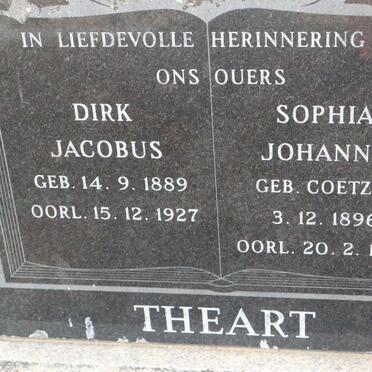 IN LIEFDEVOLLE HERINNERING
ONS OUERS
DIRK
JACOBUS
GEB. 14. 9. 1889
OORL. 15. 12. 1927
SOPHIA
JOHANN
GEB. COETZ
3. 12. 1896
OORL. 20. 2. 1
THEART